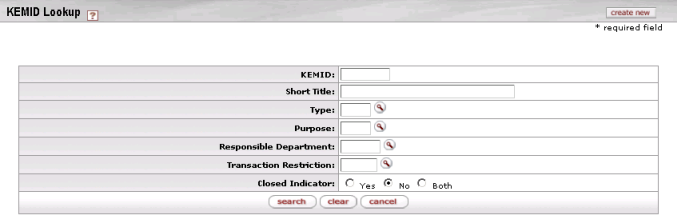 KEMID Lookup ?
create new
* required field
KEMID:
Short Title:
Type:
Purpose:
Responsible Department:
Transaction Restriction:
Closed Indicator: Yes No Both
search clear cancel